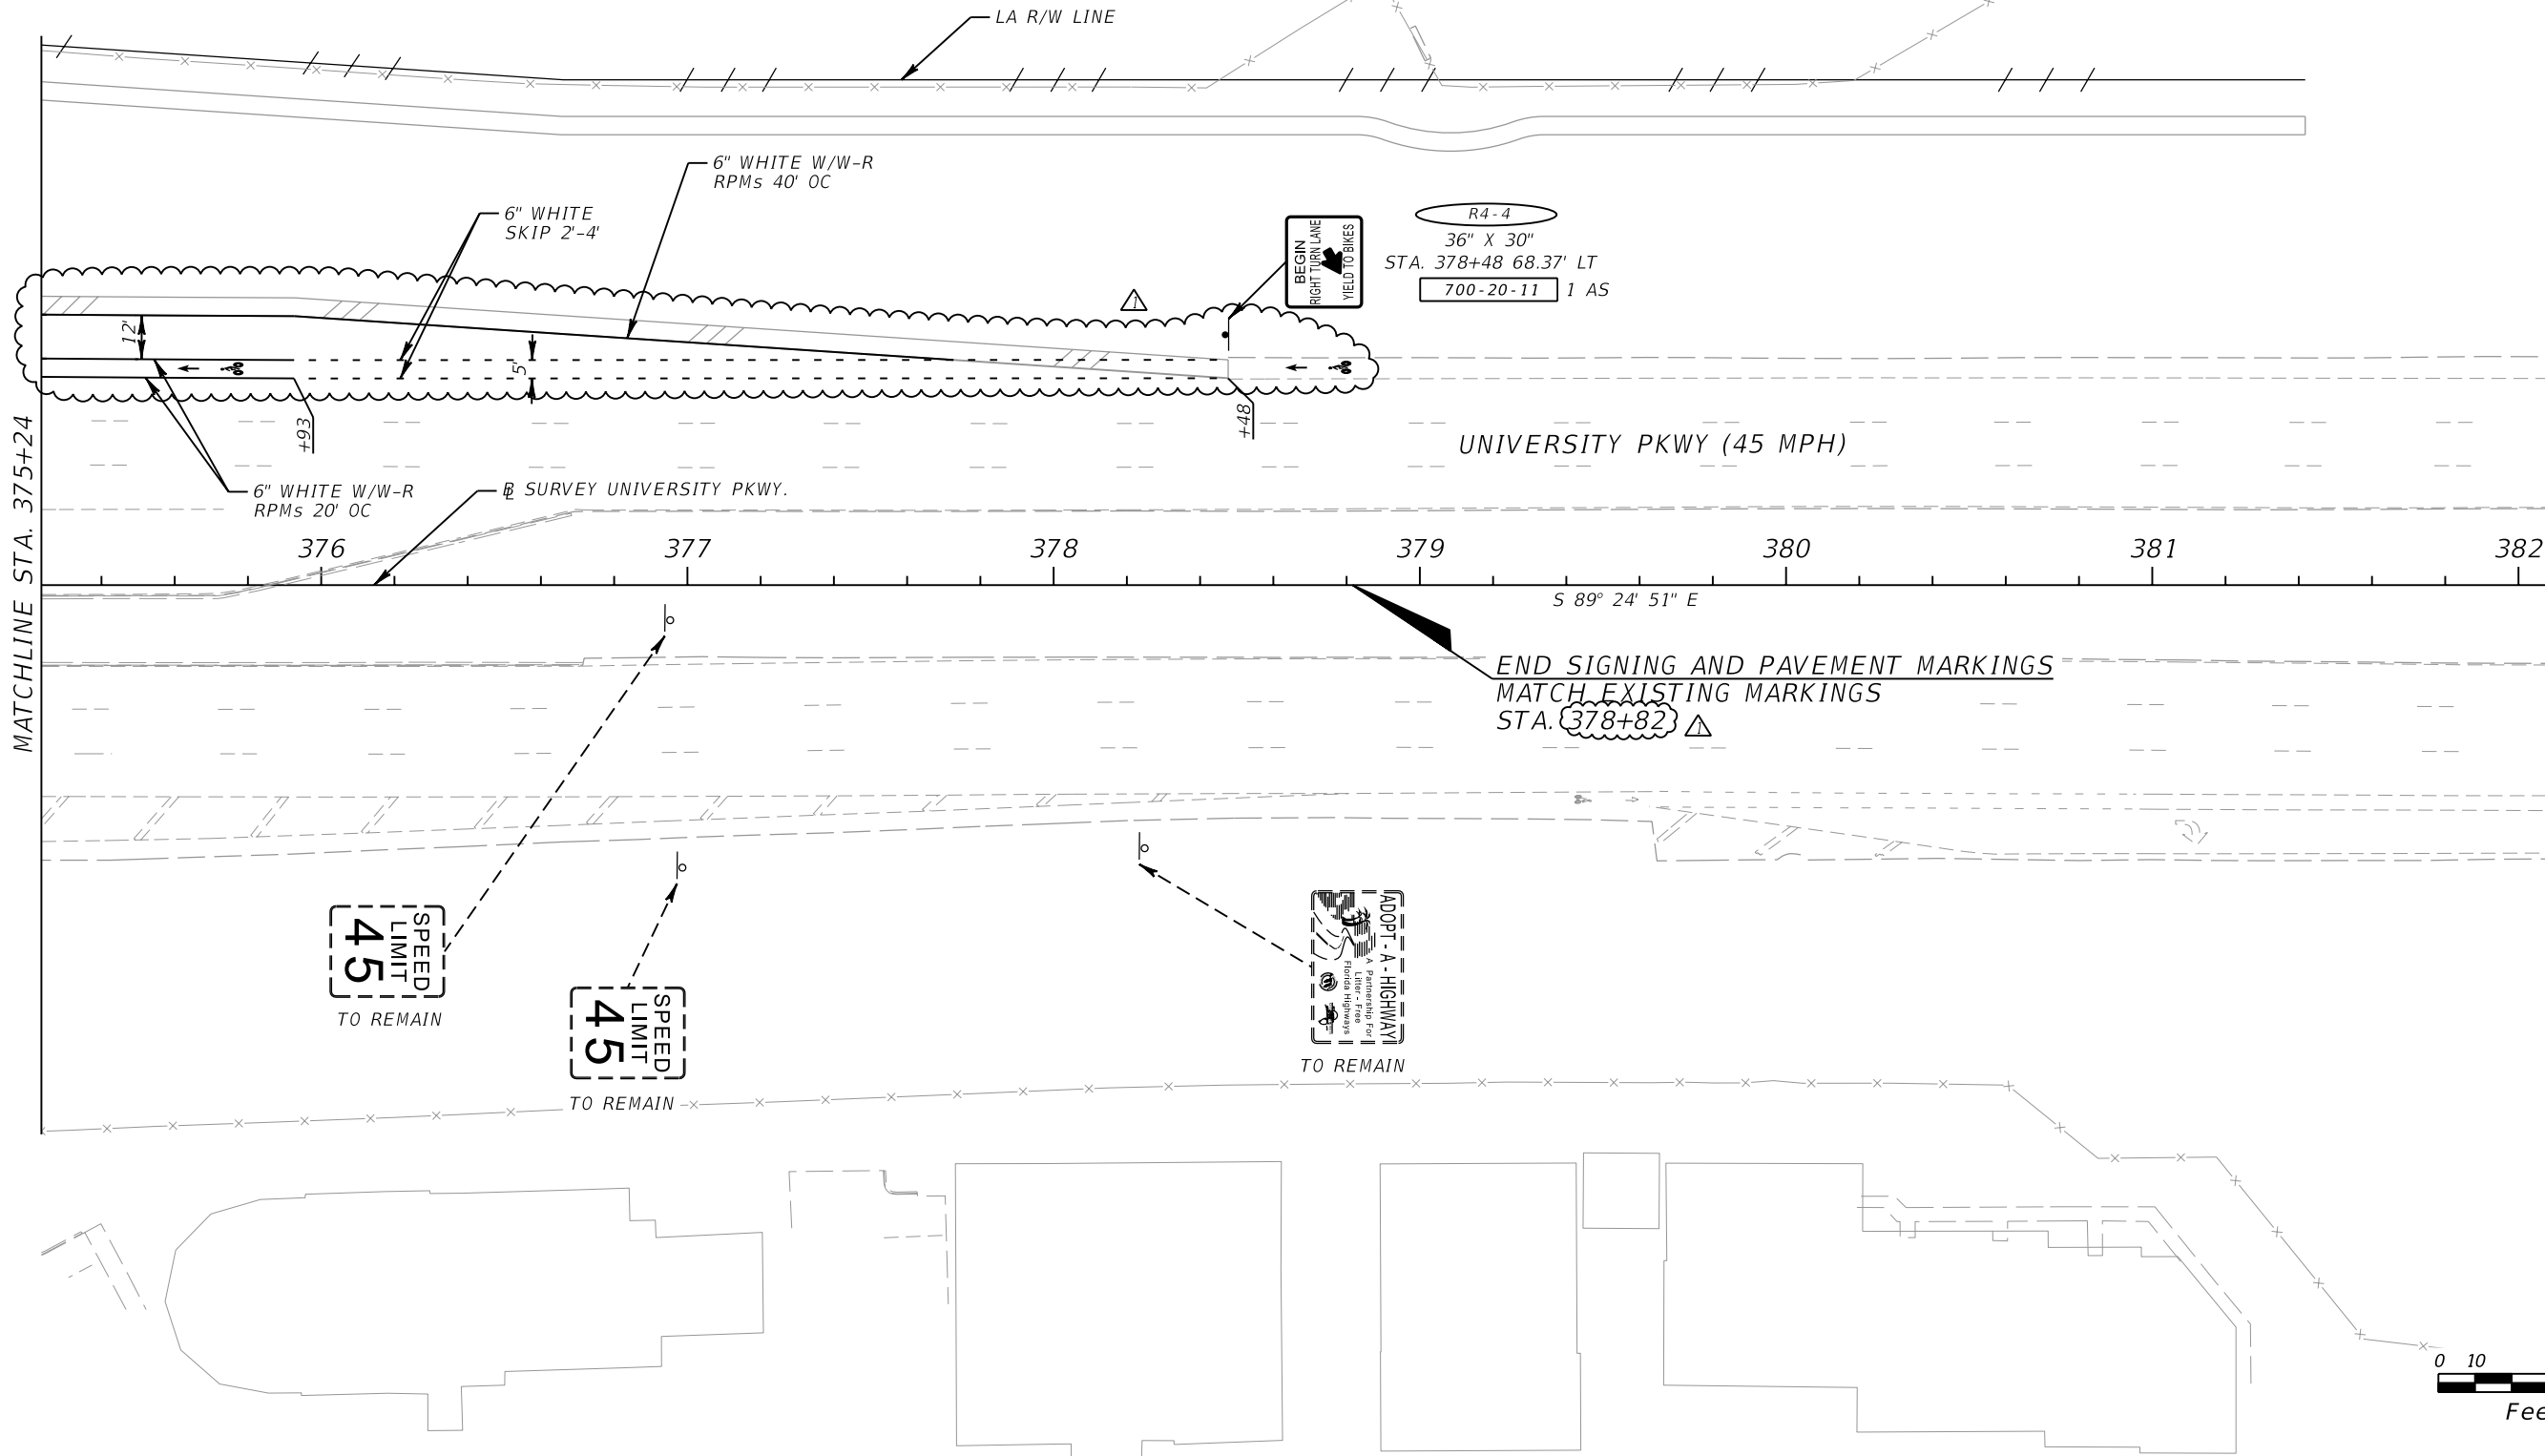 LA R/W LINE
6" WHITE W/W-R
RPMs 40' OC
6" WHITE
SKIP 2'-4'
BEGIN
RIGHT TURN LANE
YIELD TO BIKES
R4-4
36" X 30"
STA. 378+48 68.37' LT
700-20-11 1 AS
1
12'
5'
+93
+48
MATCHLINE STA. 375+24
UNIVERSITY PKWY (45 MPH)
6" WHITE W/W-R
RPMs 20' OC
BL SURVEY UNIVERSITY PKWY.
376 377 378 379 380 381 382
S 89° 24' 51" E
END SIGNING AND PAVEMENT MARKINGS
MATCH EXISTING MARKINGS
STA. 378+82 1
SPEED
LIMIT
45
TO REMAIN
SPEED
LIMIT
45
TO REMAIN
ADOPT-A-HIGHWAY
A Partnership For
Litter-Free
Florida Highways
TO REMAIN
0 10
Fee